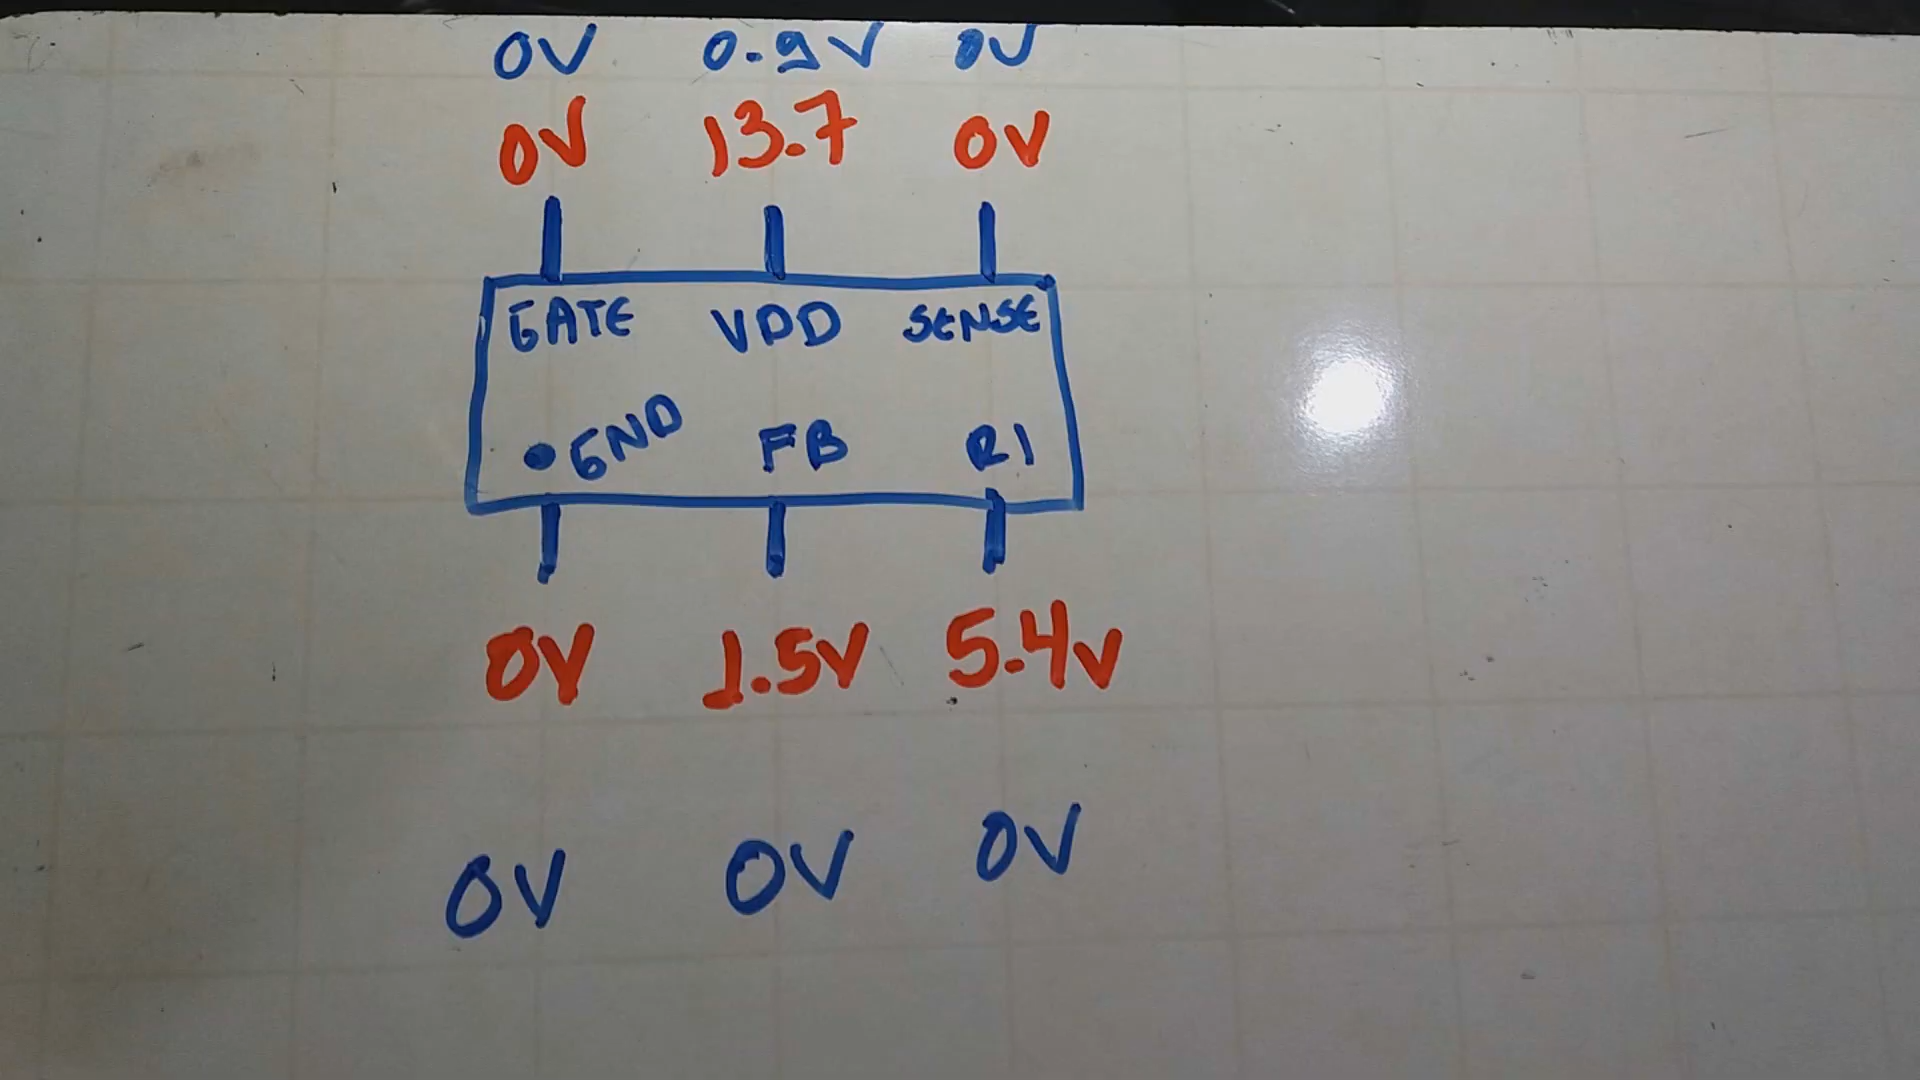 0V 0.9V 0V
0V 13.7 0V
GATE VDD SENSE
GND FB RI
0V 1.5V 5.4V
0V 0V 0V